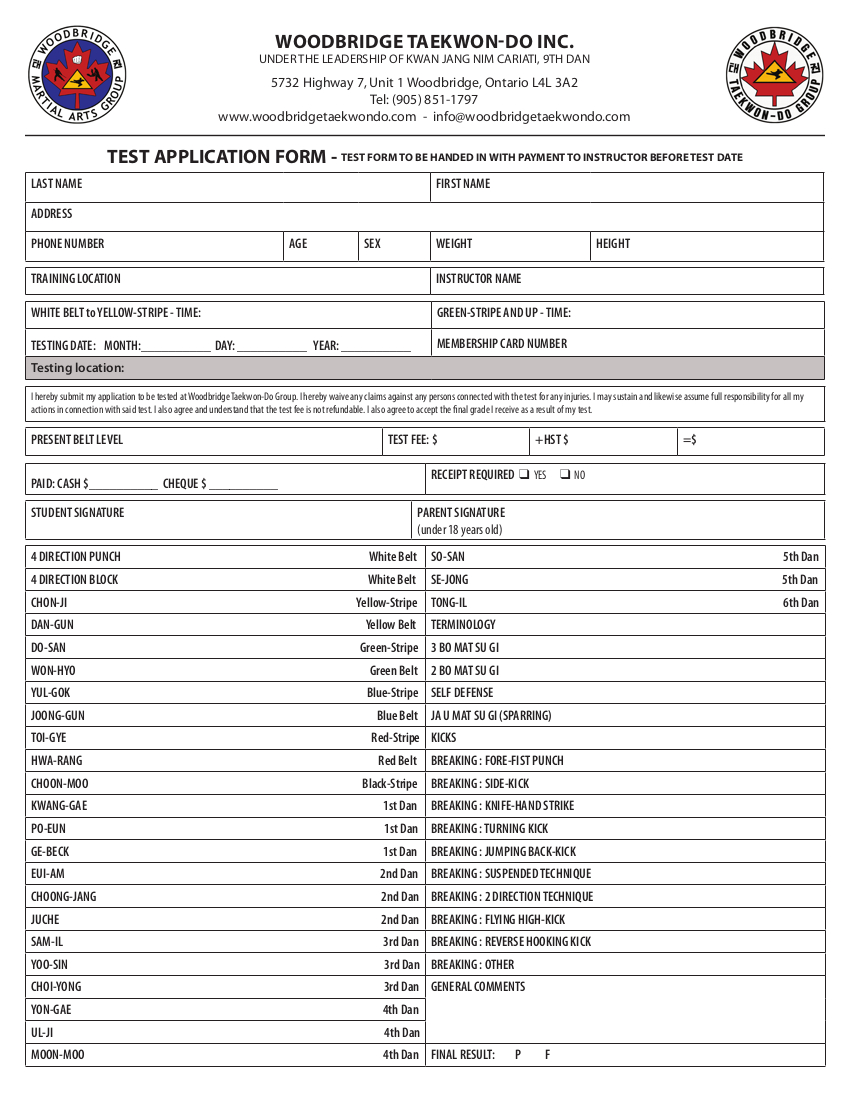 WOODBRIDGE
MARTIAL ARTS GROUP
WOODBRIDGE TAEKWON-DO INC.
UNDER THE LEADERSHIP OF KWAN JANG NIM CARIATI, 9TH DAN
5732 Highway 7, Unit 1 Woodbridge, Ontario L4L 3A2
Tel: (905) 851-1797
www.woodbridgetaekwondo.com - info@woodbridgetaekwondo.com
WOODBRIDGE
TAEKWON-DO GROUP
TEST APPLICATION FORM - TEST FORM TO BE HANDED IN WITH PAYMENT TO INSTRUCTOR BEFORE TEST DATE
LAST NAME FIRST NAME
ADDRESS
PHONE NUMBER AGE SEX WEIGHT HEIGHT
TRAINING LOCATION INSTRUCTOR NAME
WHITE BELT to YELLOW-STRIPE - TIME: GREEN-STRIPE AND UP - TIME:
TESTING DATE: MONTH:___________ DAY: ___________ YEAR: ___________ MEMBERSHIP CARD NUMBER
Testing location:
I hereby submit my application to be tested at Woodbridge Taekwon-Do Group. I hereby waive any claims against any persons connected with the test for any injuries. I may sustain and likewise assume full responsibility for all my
actions in connection with said test. I also agree and understand that the test fee is not refundable. I also agree to accept the final grade I receive as a result of my test.
PRESENT BELT LEVEL TEST FEE: $ +HST $ =$
PAID: CASH $___________ CHEQUE $ ___________ RECEIPT REQUIRED ❏ YES ❏ NO
STUDENT SIGNATURE PARENT SIGNATURE
(under 18 years old)
4 DIRECTION PUNCH White Belt SO-SAN 5th Dan
4 DIRECTION BLOCK White Belt SE-JONG 5th Dan
CHON-JI Yellow-Stripe TONG-IL 6th Dan
DAN-GUN Yellow Belt TERMINOLOGY
DO-SAN Green-Stripe 3 BO MAT SU GI
WON-HYO Green Belt 2 BO MAT SU GI
YUL-GOK Blue-Stripe SELF DEFENSE
JOONG-GUN Blue Belt JA U MAT SU GI (SPARRING)
TOI-GYE Red-Stripe KICKS
HWA-RANG Red Belt BREAKING : FORE-FIST PUNCH
CHOON-MOO Black-Stripe BREAKING : SIDE-KICK
KWANG-GAE 1st Dan BREAKING : KNIFE-HAND STRIKE
PO-EUN 1st Dan BREAKING : TURNING KICK
GE-BECK 1st Dan BREAKING : JUMPING BACK-KICK
EUI-AM 2nd Dan BREAKING : SUSPENDED TECHNIQUE
CHOONG-JANG 2nd Dan BREAKING : 2 DIRECTION TECHNIQUE
JUCHE 2nd Dan BREAKING : FLYING HIGH-KICK
SAM-IL 3rd Dan BREAKING : REVERSE HOOKING KICK
YOO-SIN 3rd Dan BREAKING : OTHER
CHOI-YONG 3rd Dan GENERAL COMMENTS
YON-GAE 4th Dan
UL-JI 4th Dan
MOON-MOO 4th Dan FINAL RESULT: P F